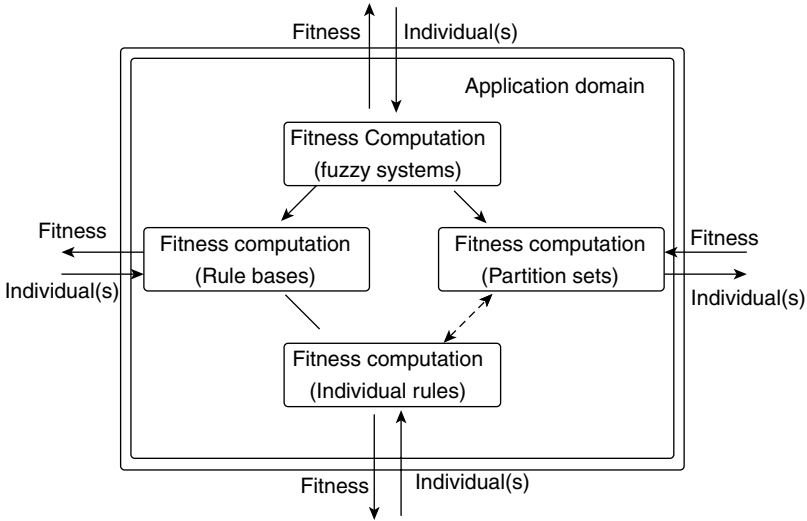 Fitness
Individual(s)
Application domain
Fitness Computation
(fuzzy systems)
Fitness
Individual(s)
Fitness computation
(Rule bases)
Fitness computation
(Partition sets)
Fitness
Individual(s)
Fitness computation
(Individual rules)
Fitness
Individual(s)